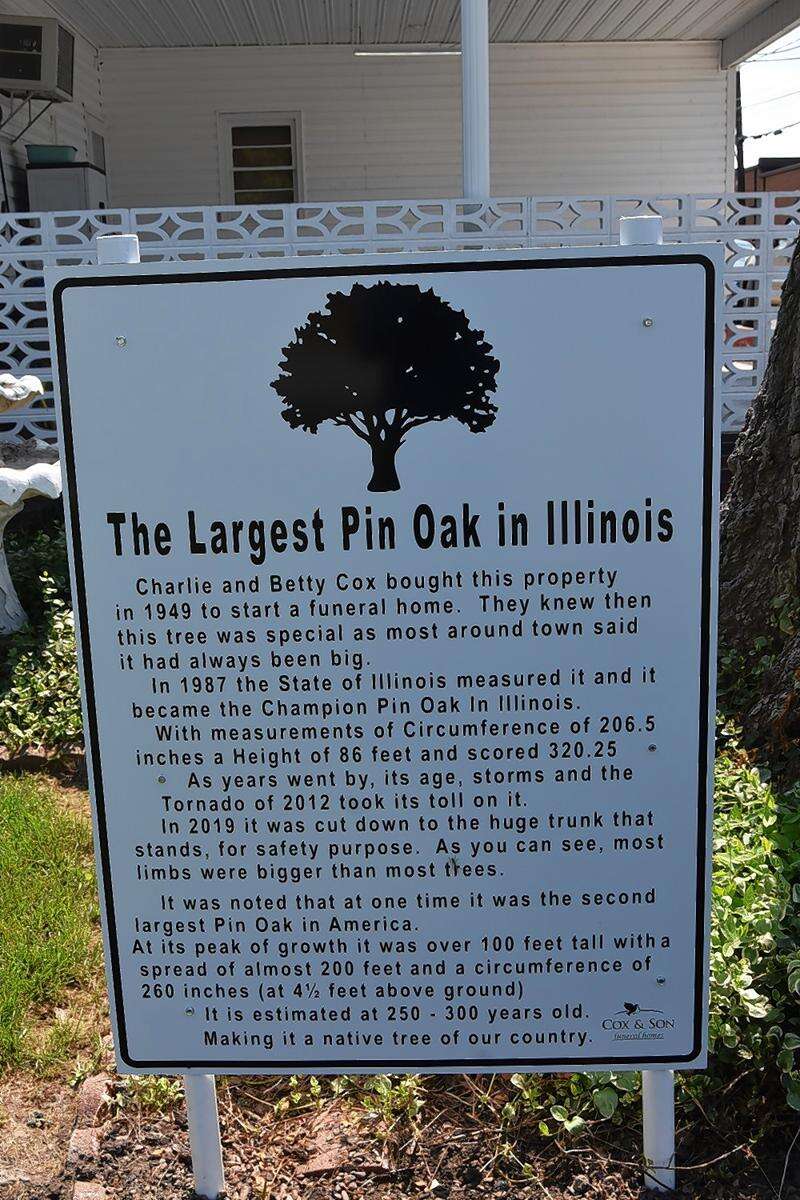 The Largest Pin Oak in Illinois
Charlie and Betty Cox bought this property
in 1949 to start a funeral home. They knew then
this tree was special as most around town said
it had always been big.
In 1987 the State of Illinois measured it and it
became the Champion Pin Oak In Illinois.
With measurements of Circumference of 206.5
inches a Height of 86 feet and scored 320.25
As years went by, its age, storms and the
Tornado of 2012 took its toll on it.
In 2019 it was cut down to the huge trunk that
stands, for safety purpose. As you can see, most
limbs were bigger than most trees.
It was noted that at one time it was the second
largest Pin Oak in America.
At its peak of growth it was over 100 feet tall with a
spread of almost 200 feet and a circumference of
260 inches (at 4½ feet above ground)
It is estimated at 250 - 300 years old.
Making it a native tree of our country.
Cox & Son
funeral homes